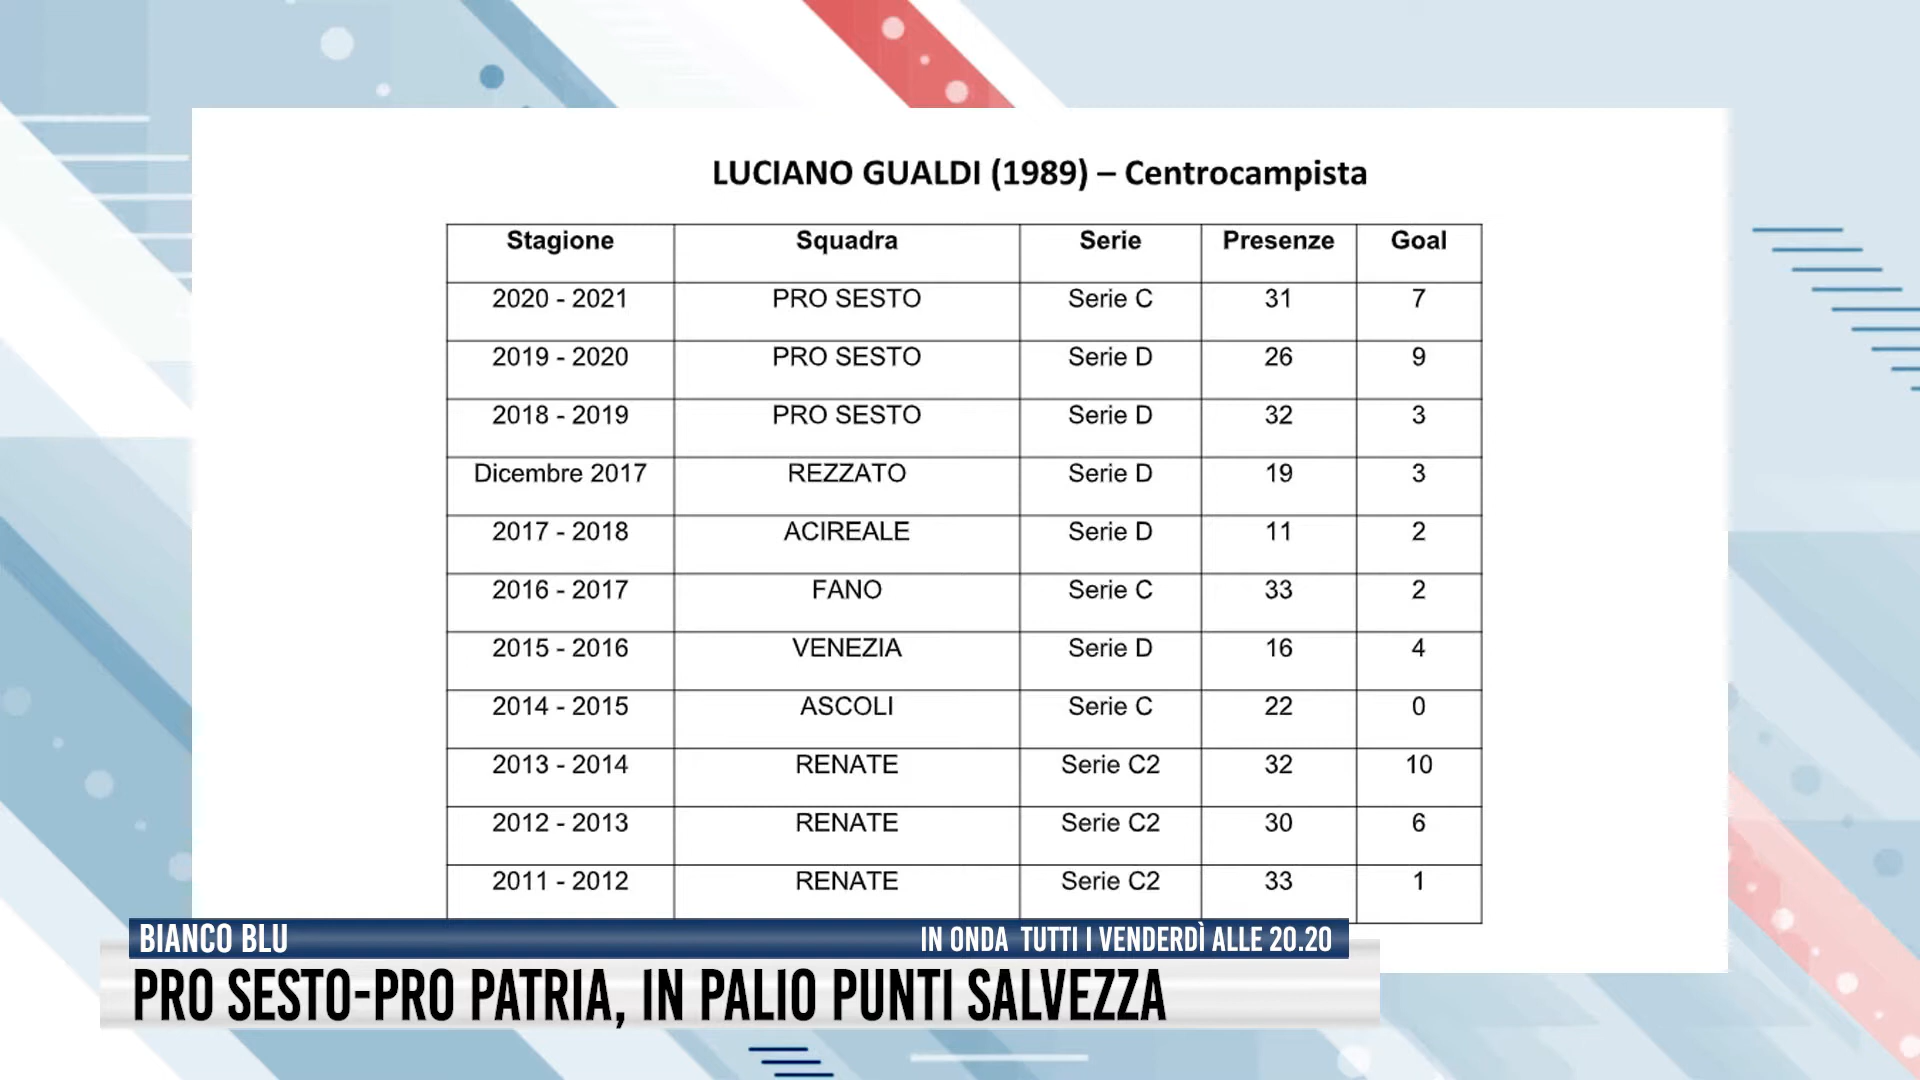 LUCIANO GUALDI (1989) – Centrocampista
Stagione Squadra Serie Presenze Goal
2020 - 2021 PRO SESTO Serie C 31 7
2019 - 2020 PRO SESTO Serie D 26 9
2018 - 2019 PRO SESTO Serie D 32 3
Dicembre 2017 REZZATO Serie D 19 3
2017 - 2018 ACIREALE Serie D 11 2
2016 - 2017 FANO Serie C 33 2
2015 - 2016 VENEZIA Serie D 16 4
2014 - 2015 ASCOLI Serie C 22 0
2013 - 2014 RENATE Serie C2 32 10
2012 - 2013 RENATE Serie C2 30 6
2011 - 2012 RENATE Serie C2 33 1
BIANCO BLU IN ONDA TUTTI I VENDERDÌ ALLE 20.20
PRO SESTO-PRO PATRIA, IN PALIO PUNTI SALVEZZA